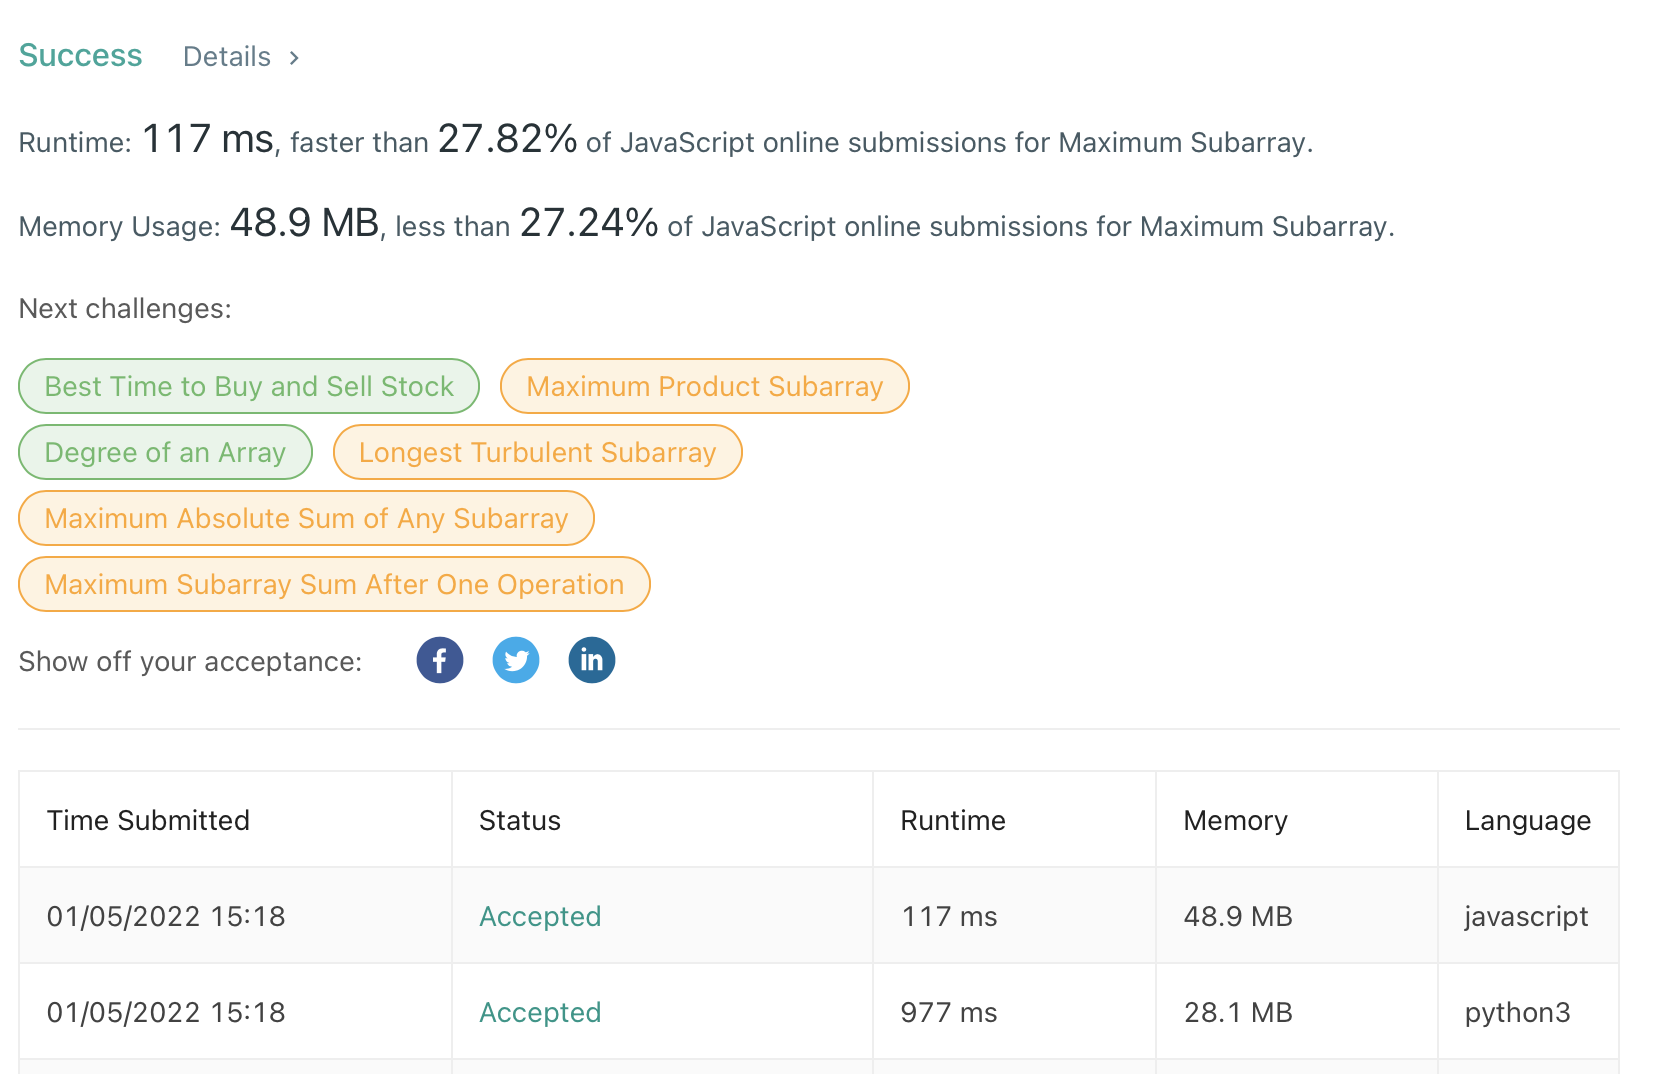 Success Details >
Runtime: 117 ms, faster than 27.82% of JavaScript online submissions for Maximum Subarray.
Memory Usage: 48.9 MB, less than 27.24% of JavaScript online submissions for Maximum Subarray.
Next challenges:
Best Time to Buy and Sell Stock Maximum Product Subarray
Degree of an Array Longest Turbulent Subarray
Maximum Absolute Sum of Any Subarray
Maximum Subarray Sum After One Operation
Show off your acceptance: f in
Time Submitted Status Runtime Memory Language
01/05/2022 15:18 Accepted 117 ms 48.9 MB javascript
01/05/2022 15:18 Accepted 977 ms 28.1 MB python3